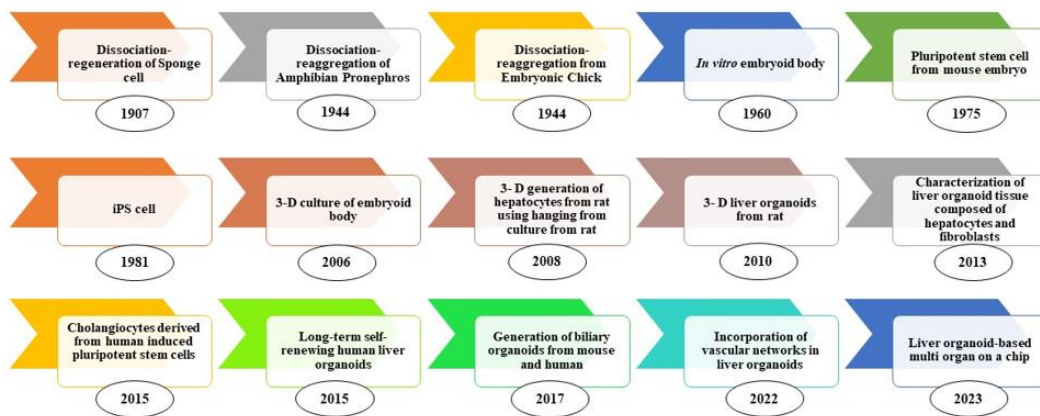 Dissociation-
regeneration of Sponge
cell
1907
Dissociation-
reaggregation of
Amphibian Pronephros
1944
Dissociation-
reaggregation from
Embryonic Chick
1944
In vitro embryoid body
1960
Pluripotent stem cell
from mouse embryo
1975
iPS cell
1981
3-D culture of embryoid
body
2006
3- D generation of
hepatocytes from rat
using hanging from
culture from rat
2008
3- D liver organoids
from rat
2010
Characterization of
liver organoid tissue
composed of
hepatocytes and
fibroblasts
2013
Cholangiocytes derived
from human induced
pluripotent stem cells
2015
Long-term self-
renewing human liver
organoids
2015
Generation of biliary
organoids from mouse
and human
2017
Incorporation of
vascular networks in
liver organoids
2022
Liver organoid-based
multi organ on a chip
2023